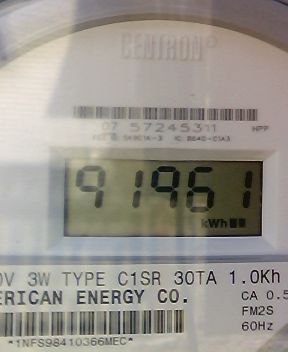 CENTRON®
07 57245311 HPP
91961
kWh
0V 3W TYPE C1SR 30TA 1.0Kh
ERICAN ENERGY CO. CA 0.5
FM2S
60Hz
*1NFS98410366MEC*